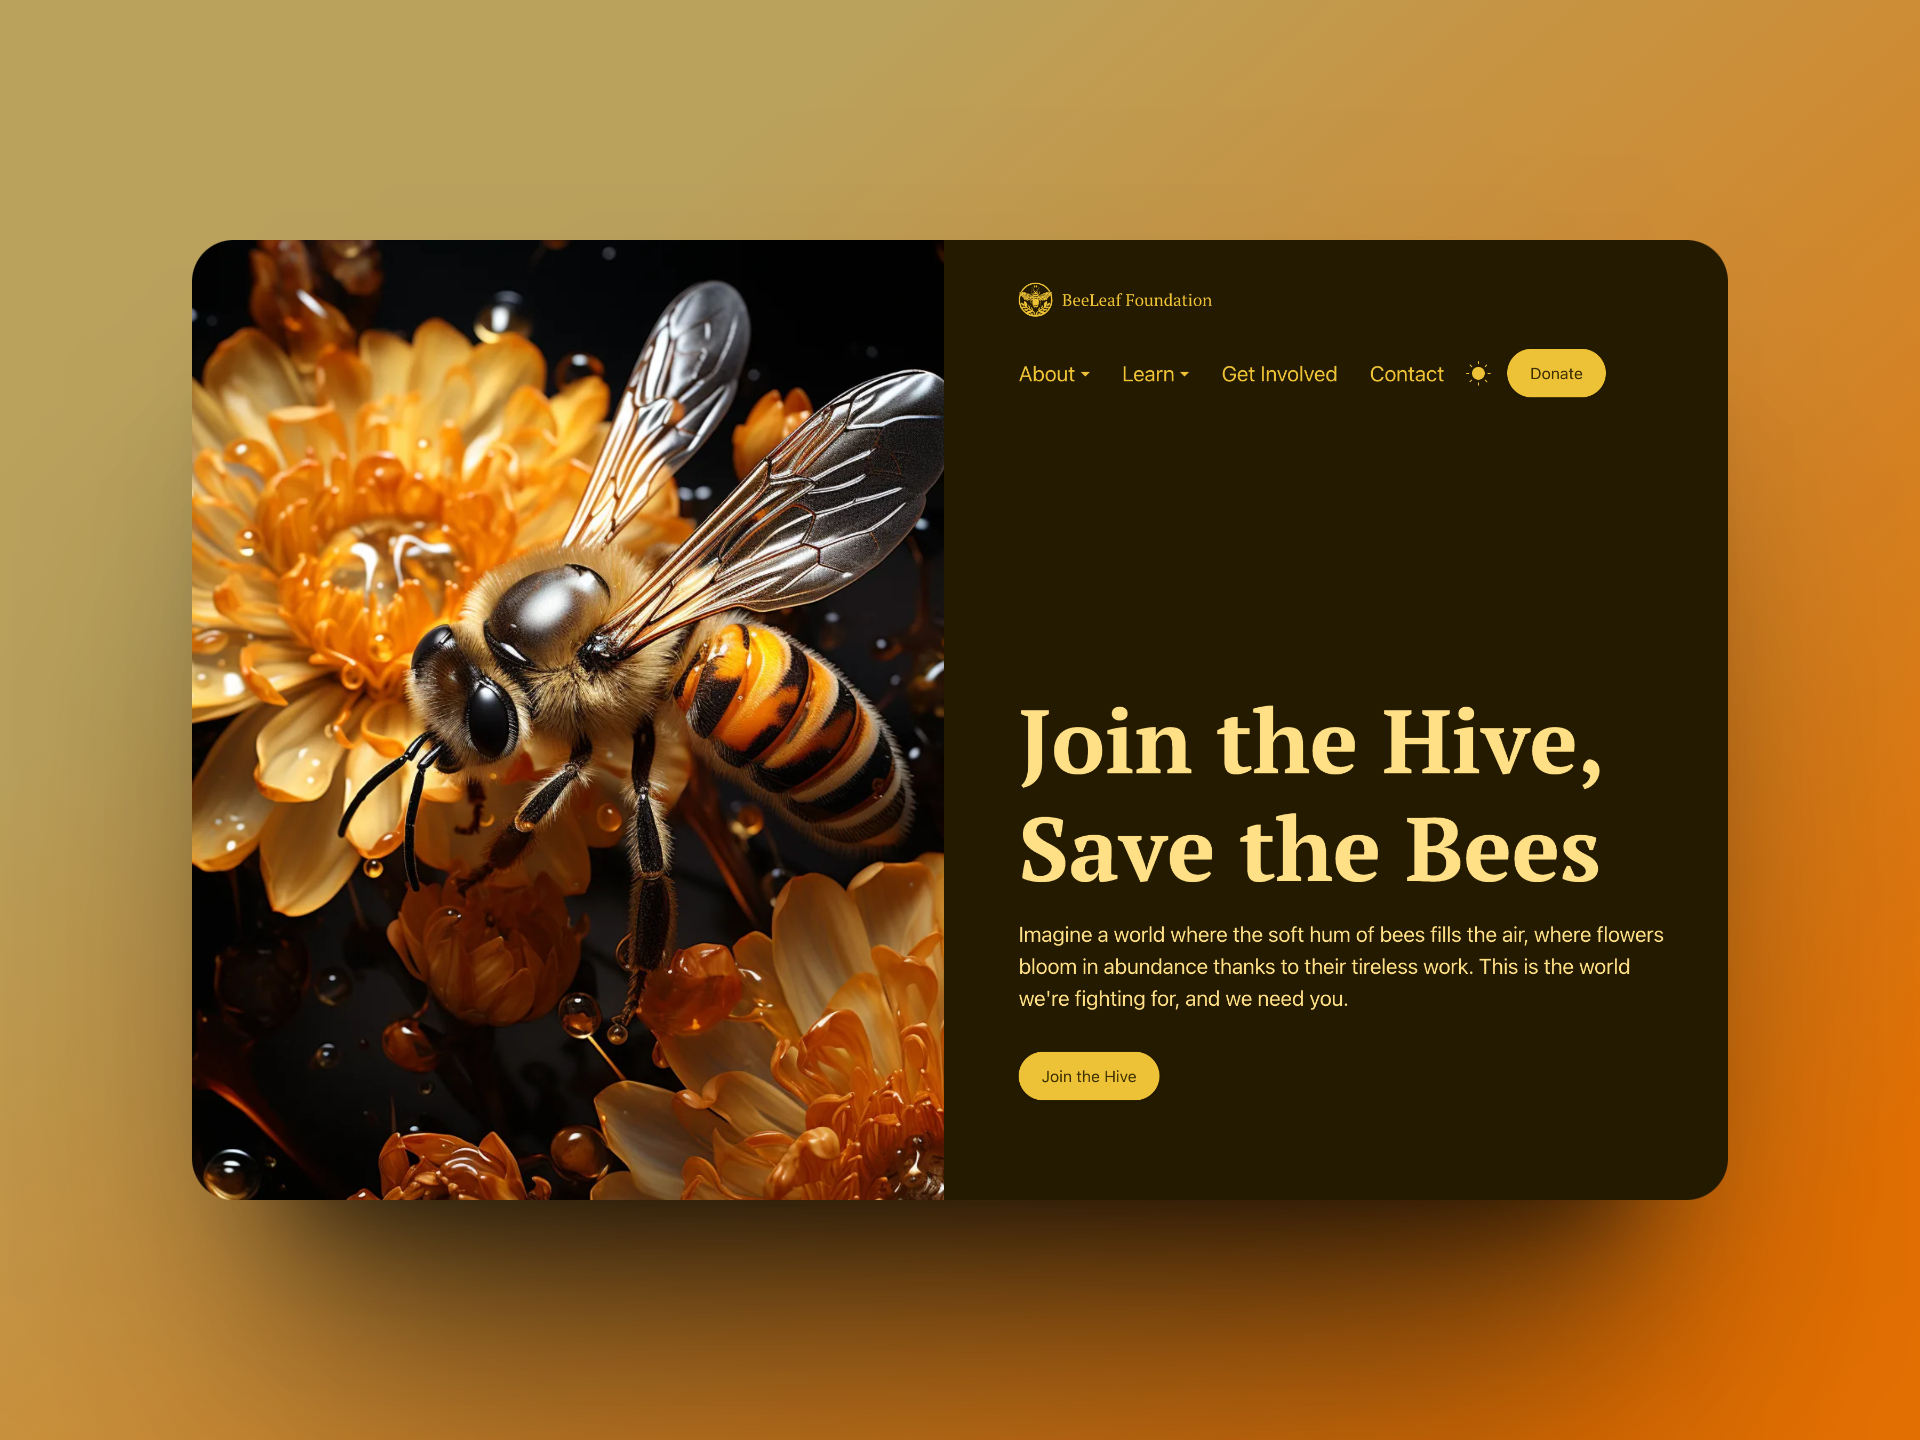 BeeLeaf Foundation
About Learn Get Involved Contact Donate
Join the Hive,
Save the Bees
Imagine a world where the soft hum of bees fills the air, where flowers
bloom in abundance thanks to their tireless work. This is the world
we're fighting for, and we need you.
Join the Hive